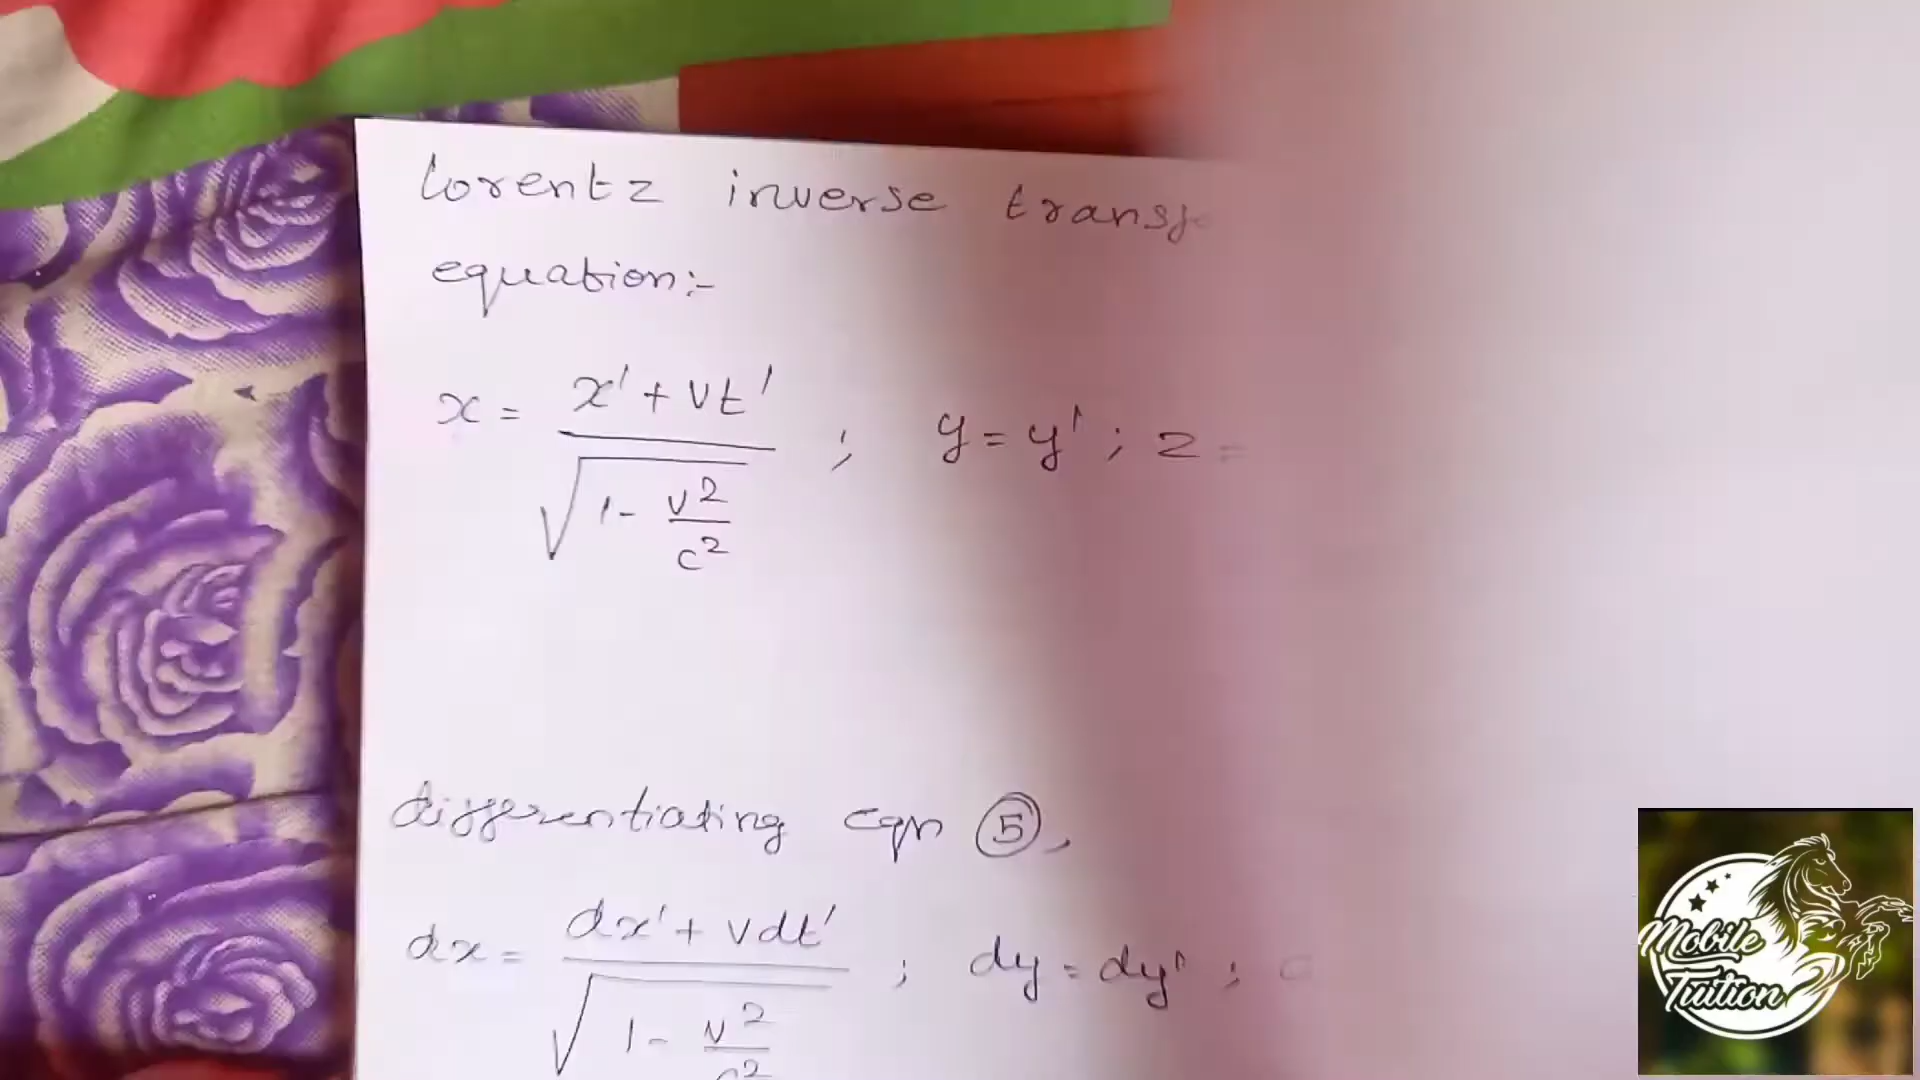 Lorentz inverse
equation:-
x = x' + vt' / √(1 - v²/c²) ; y = y' ; z =
differentiating eqn ⑤,
dx = dx' + vdt' / √(1 - v²/c²) ; dy = dy' ;
Mobile
Tuition